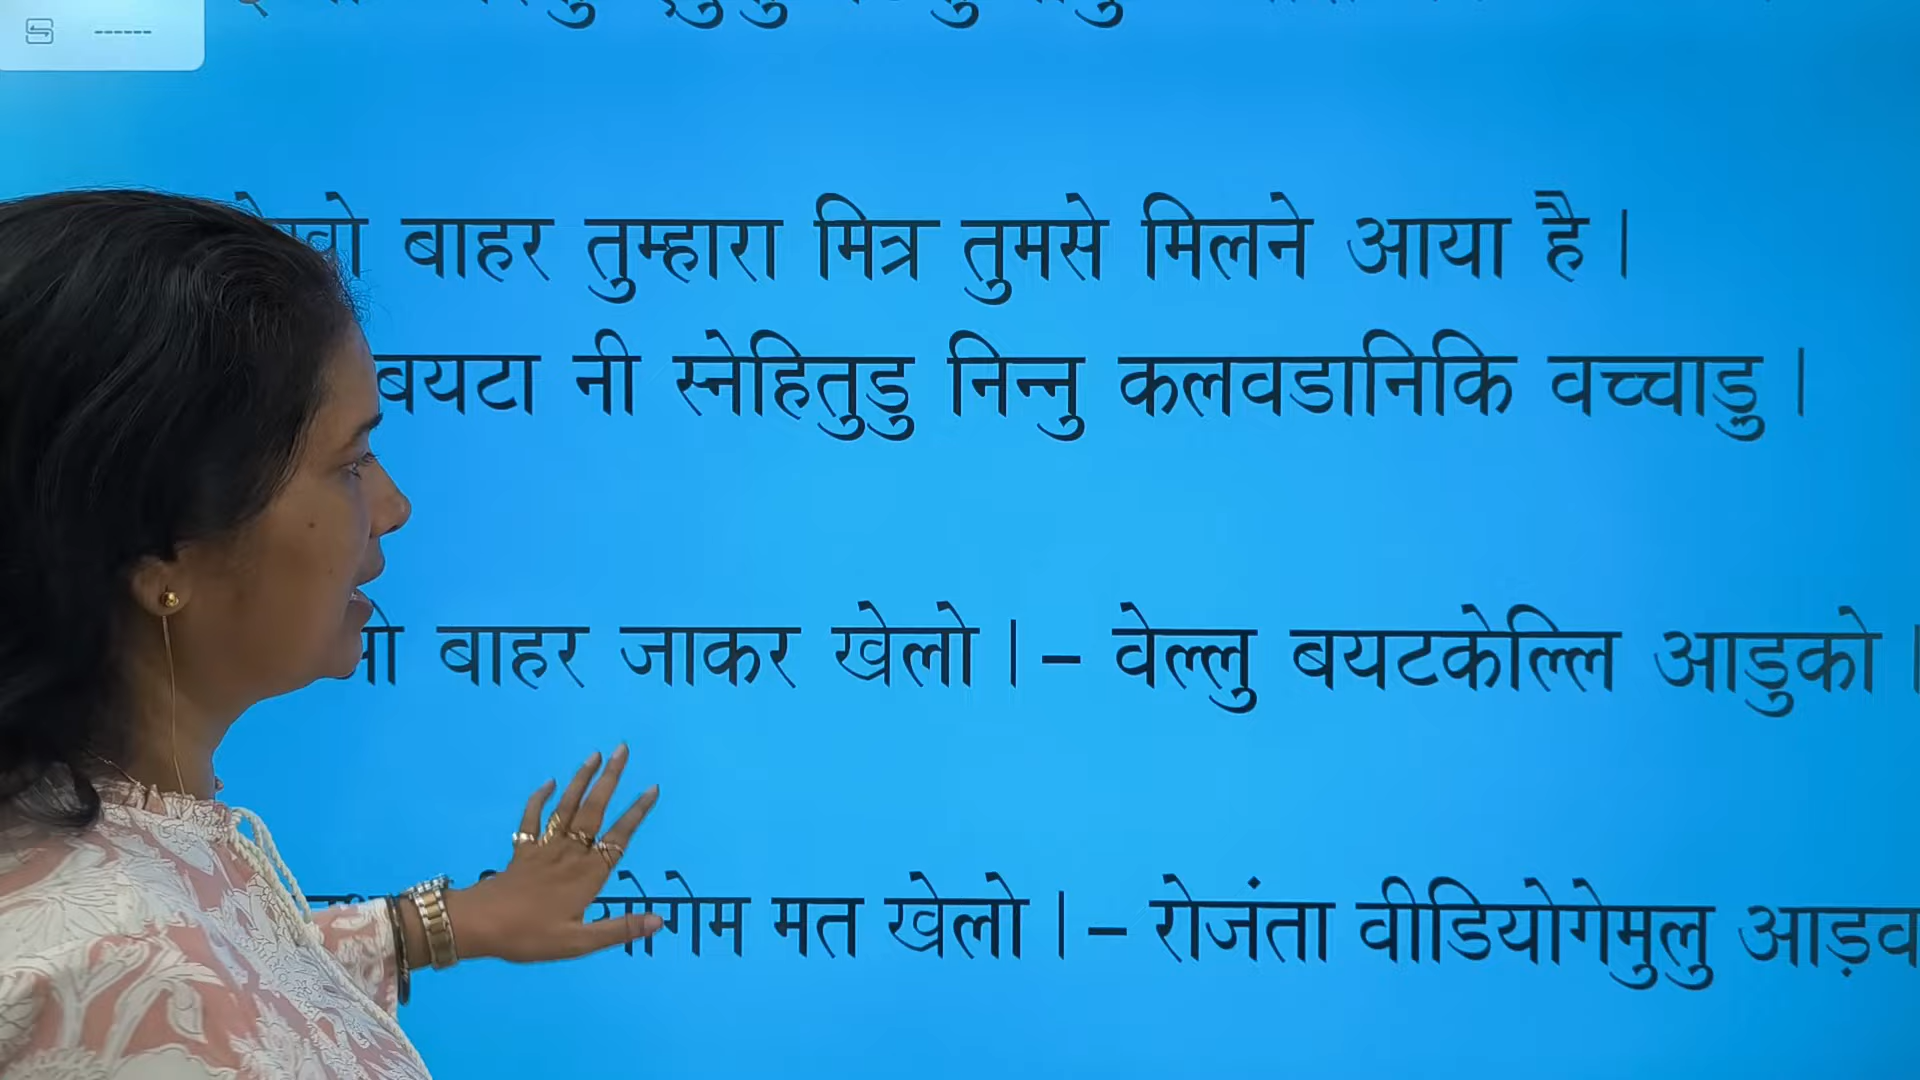 बाहर तुम्हारा मित्र तुमसे मिलने आया है।
बयटा नी स्नेहितुडु निन्नु कलवडानिकि वच्चाडु।
बाहर जाकर खेलो। – वेल्लु बयटकेल्लि आडुको।
मत खेलो। – रोजंता वीडियोगेमुलु